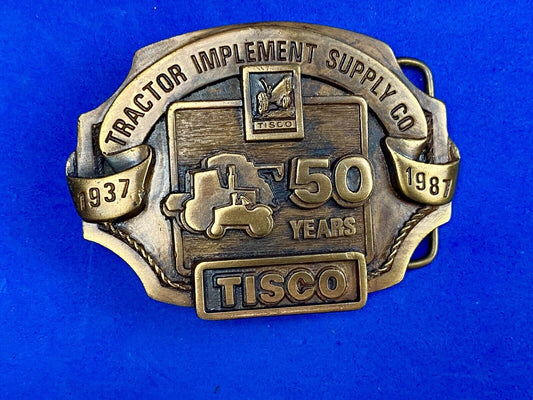 TRACTOR IMPLEMENT SUPPLY CO
TISCO
1937
1987
50
YEARS
TISCO